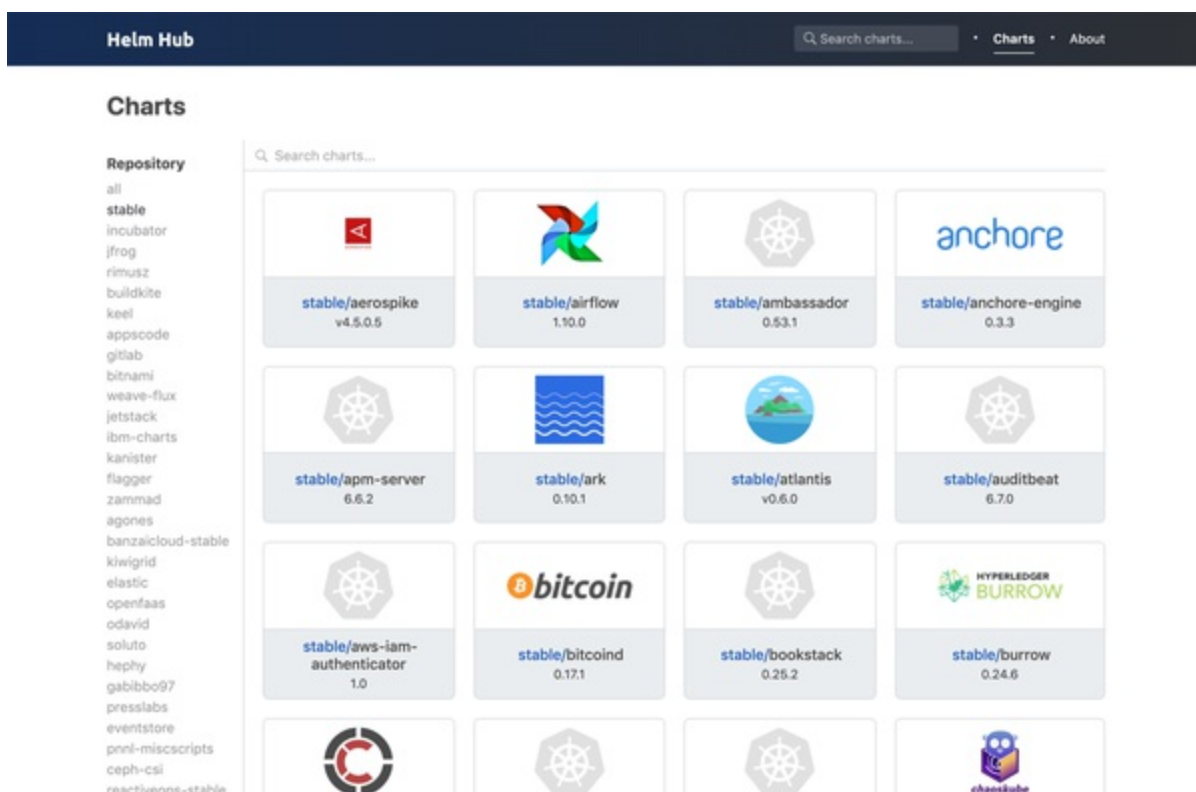 Helm Hub
Search charts...
Charts
About
Charts
Repository
all
stable
incubator
jfrog
rimusz
buildkite
keel
appscode
gitlab
bitnami
weave-flux
jetstack
ibm-charts
kanister
flagger
zammad
agones
banzaicloud-stable
kiwigrid
elastic
openfaas
odavid
soluto
hephy
gabibbo97
presslabs
eventstore
pnnl-miscscripts
ceph-csi
reactiveops-stable
Search charts...
stable/aerospike
v4.5.0.5
stable/airflow
1.10.0
stable/ambassador
0.53.1
anchore
stable/anchore-engine
0.3.3
stable/apm-server
6.6.2
stable/ark
0.10.1
stable/atlantis
v0.6.0
stable/auditbeat
6.7.0
stable/aws-iam-
authenticator
1.0
bitcoin
stable/bitcoind
0.17.1
stable/bookstack
0.25.2
HYPERLEDGER
BURROW
stable/burrow
0.24.6
chaoskube